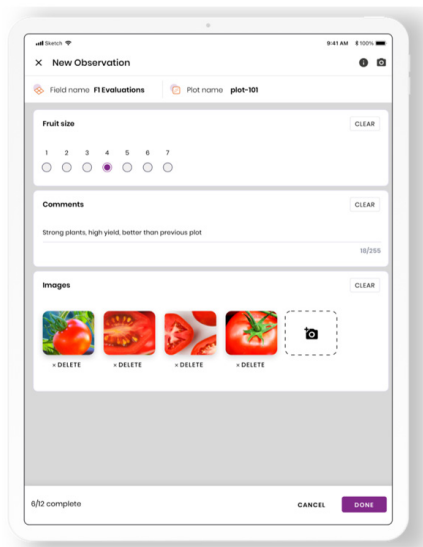 Sketch 9:41 AM 100%
× New Observation
Field name F1 Evaluations Plot name plot-101
Fruit size CLEAR
1 2 3 4 5 6 7
Comments CLEAR
Strong plants, high yield, better than previous plot
18/255
Images CLEAR
× DELETE × DELETE × DELETE × DELETE
6/12 complete CANCEL DONE